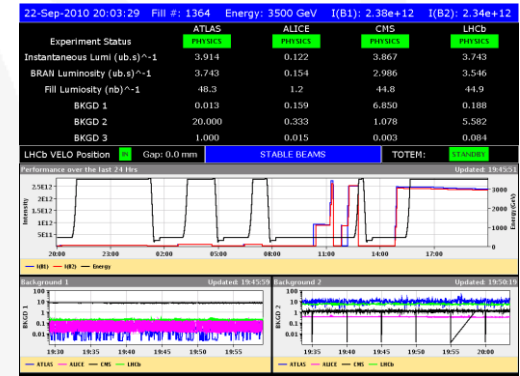 22-Sep-2010 20:03:29 Fill #: 1364 Energy: 3500 GeV I(B1): 2.38e+12 I(B2): 2.34e+12
ATLAS ALICE CMS LHCb
Experiment Status PHYSICS PHYSICS PHYSICS PHYSICS
Instantaneous Lumi (ub.s)^-1 3.914 0.122 3.867 3.743
BRAN Luminosity (ub.s)^-1 3.743 0.154 2.986 3.546
Fill Lumiosity (nb)^-1 48.3 1.2 44.8 44.9
BKGD 1 0.013 0.159 6.850 0.188
BKGD 2 20.000 0.333 1.078 5.582
BKGD 3 1.000 0.015 0.003 0.084
LHCb VELO Position IN Gap: 0.0 mm STABLE BEAMS TOTEM: STANDBY
Performance over the last 24 Hrs Updated: 19:45:51
Intensity
2.5E12
2E12
1.5E12
1E12
5E11
3000
2000
1000
0
Energy(GeV)
20:00 23:00 02:00 05:00 08:00 11:00 14:00 17:00
I(B1) I(B2) Energy
Background 1 Updated: 19:45:59
BKGD 1
100
10
1
0.1
0.01
19:30 19:35 19:40 19:45 19:50 19:55
ATLAS ALICE CMS LHCb
Background 2 Updated: 19:50:19
BKGD 2
100
10
1
0.1
0.01
19:35 19:40 19:45 19:50 19:55 20:00
ATLAS ALICE CMS LHCb